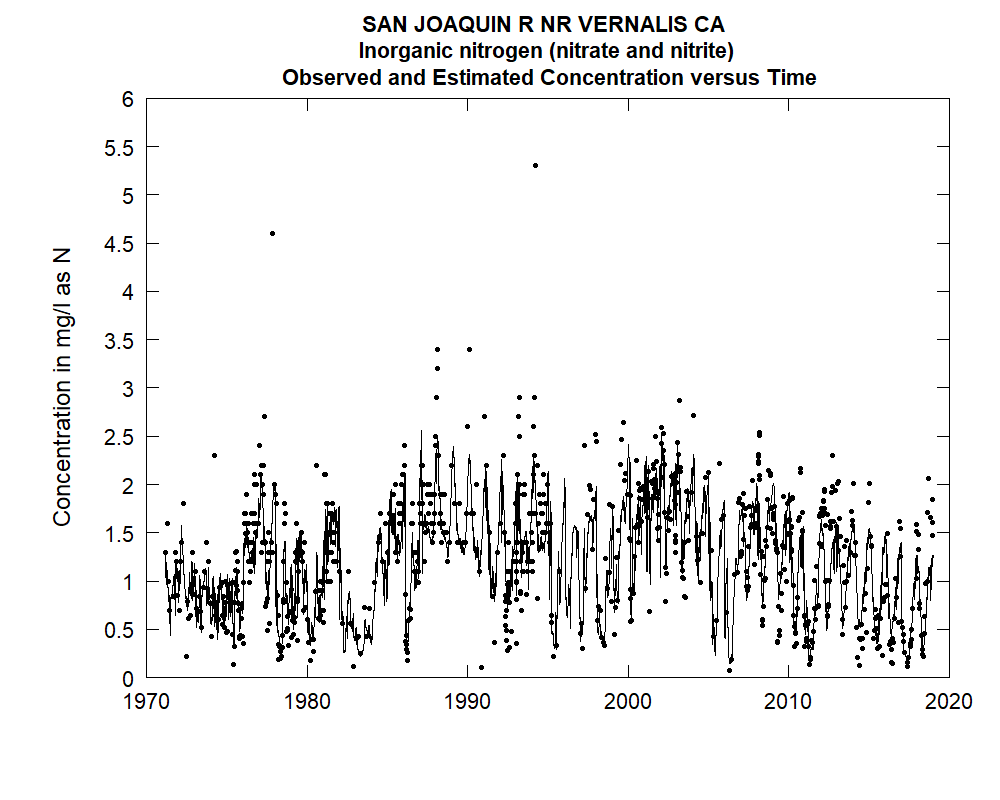 SAN JOAQUIN R NR VERNALIS CA
Inorganic nitrogen (nitrate and nitrite)
Observed and Estimated Concentration versus Time
Concentration in mg/l as N
6
5.5
5
4.5
4
3.5
3
2.5
2
1.5
1
0.5
0
1970 1980 1990 2000 2010 2020